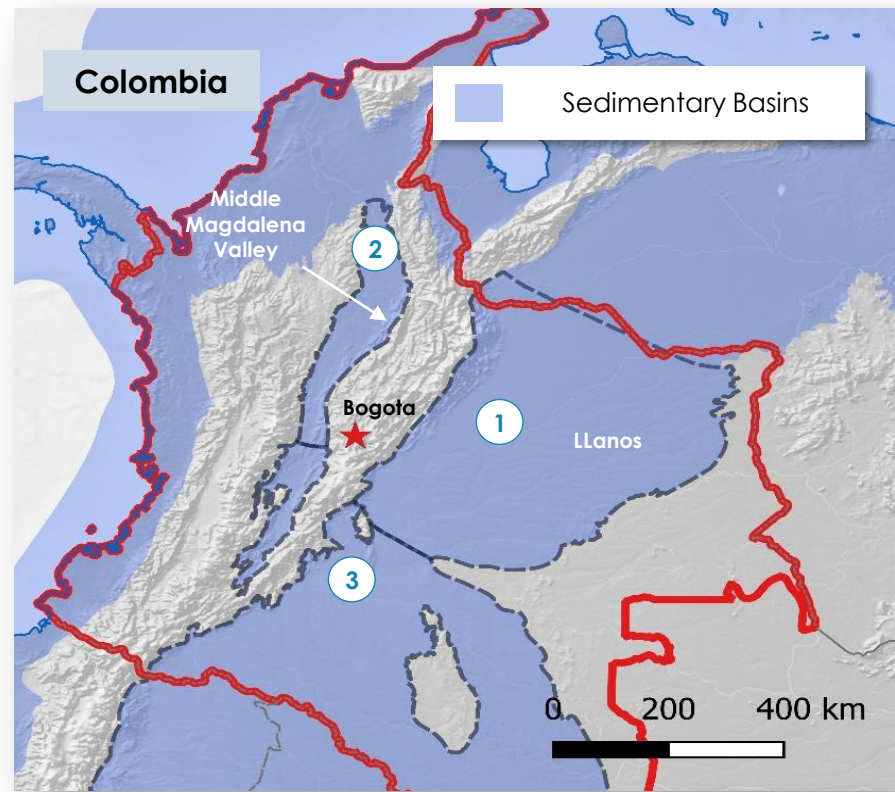 Colombia
Sedimentary Basins
Middle
Magdalena
Valley
2
Bogota
1
LLanos
3
0 200 400 km